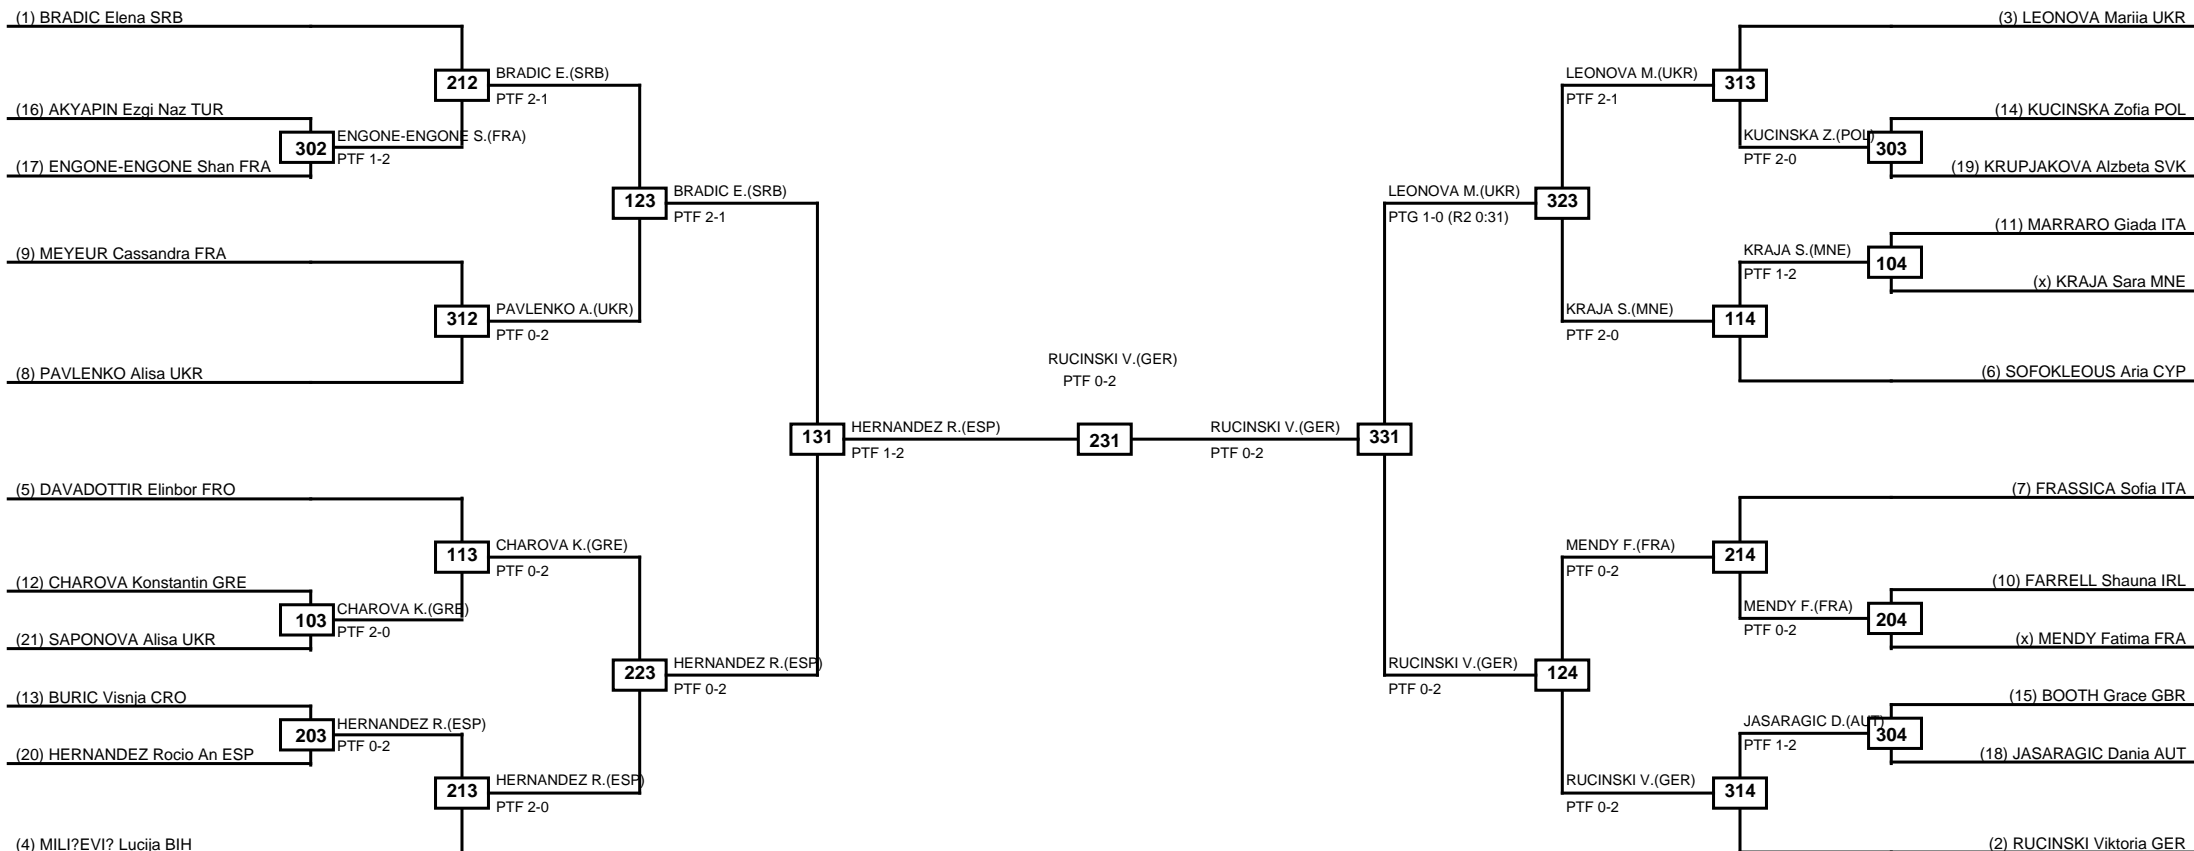 (1) BRADIC Elena SRB
(3) LEONOVA Mariia UKR
BRADIC E.(SRB)
212
PTF 2-1
LEONOVA M.(UKR)
313
PTF 2-1
(16) AKYAPIN Ezgi Naz TUR
(14) KUCINSKA Zofia POL
ENGONE-ENGONE S.(FRA)
302
PTF 1-2
KUCINSKA Z.(POL)
303
PTF 2-0
(17) ENGONE-ENGONE Shan FRA
(19) KRUPJAKOVA Alzbeta SVK
BRADIC E.(SRB)
123
PTF 2-1
LEONOVA M.(UKR)
323
PTG 1-0 (R2 0:31)
(11) MARRARO Giada ITA
(9) MEYEUR Cassandra FRA
KRAJA S.(MNE)
104
PTF 1-2
(x) KRAJA Sara MNE
PAVLENKO A.(UKR)
312
PTF 0-2
KRAJA S.(MNE)
114
PTF 2-0
RUCINSKI V.(GER)
PTF 0-2
(8) PAVLENKO Alisa UKR
(6) SOFOKLEOUS Aria CYP
HERNANDEZ R.(ESP)
131
PTF 1-2
231
RUCINSKI V.(GER)
331
PTF 0-2
(5) DAVADOTTIR Elinbor FRO
(7) FRASSICA Sofia ITA
CHAROVA K.(GRE)
113
PTF 0-2
MENDY F.(FRA)
214
PTF 0-2
(12) CHAROVA Konstantin GRE
(10) FARRELL Shauna IRL
CHAROVA K.(GRE)
103
PTF 2-0
MENDY F.(FRA)
204
PTF 0-2
(21) SAPONOVA Alisa UKR
(x) MENDY Fatima FRA
HERNANDEZ R.(ESP)
223
PTF 0-2
RUCINSKI V.(GER)
124
PTF 0-2
(13) BURIC Visnja CRO
(15) BOOTH Grace GBR
HERNANDEZ R.(ESP)
203
PTF 0-2
JASARAGIC D.(AUT)
304
PTF 1-2
(20) HERNANDEZ Rocio An ESP
(18) JASARAGIC Dania AUT
HERNANDEZ R.(ESP)
213
PTF 2-0
RUCINSKI V.(GER)
314
PTF 0-2
(4) MILI?EVI? Lucija BIH
(2) RUCINSKI Viktoria GER